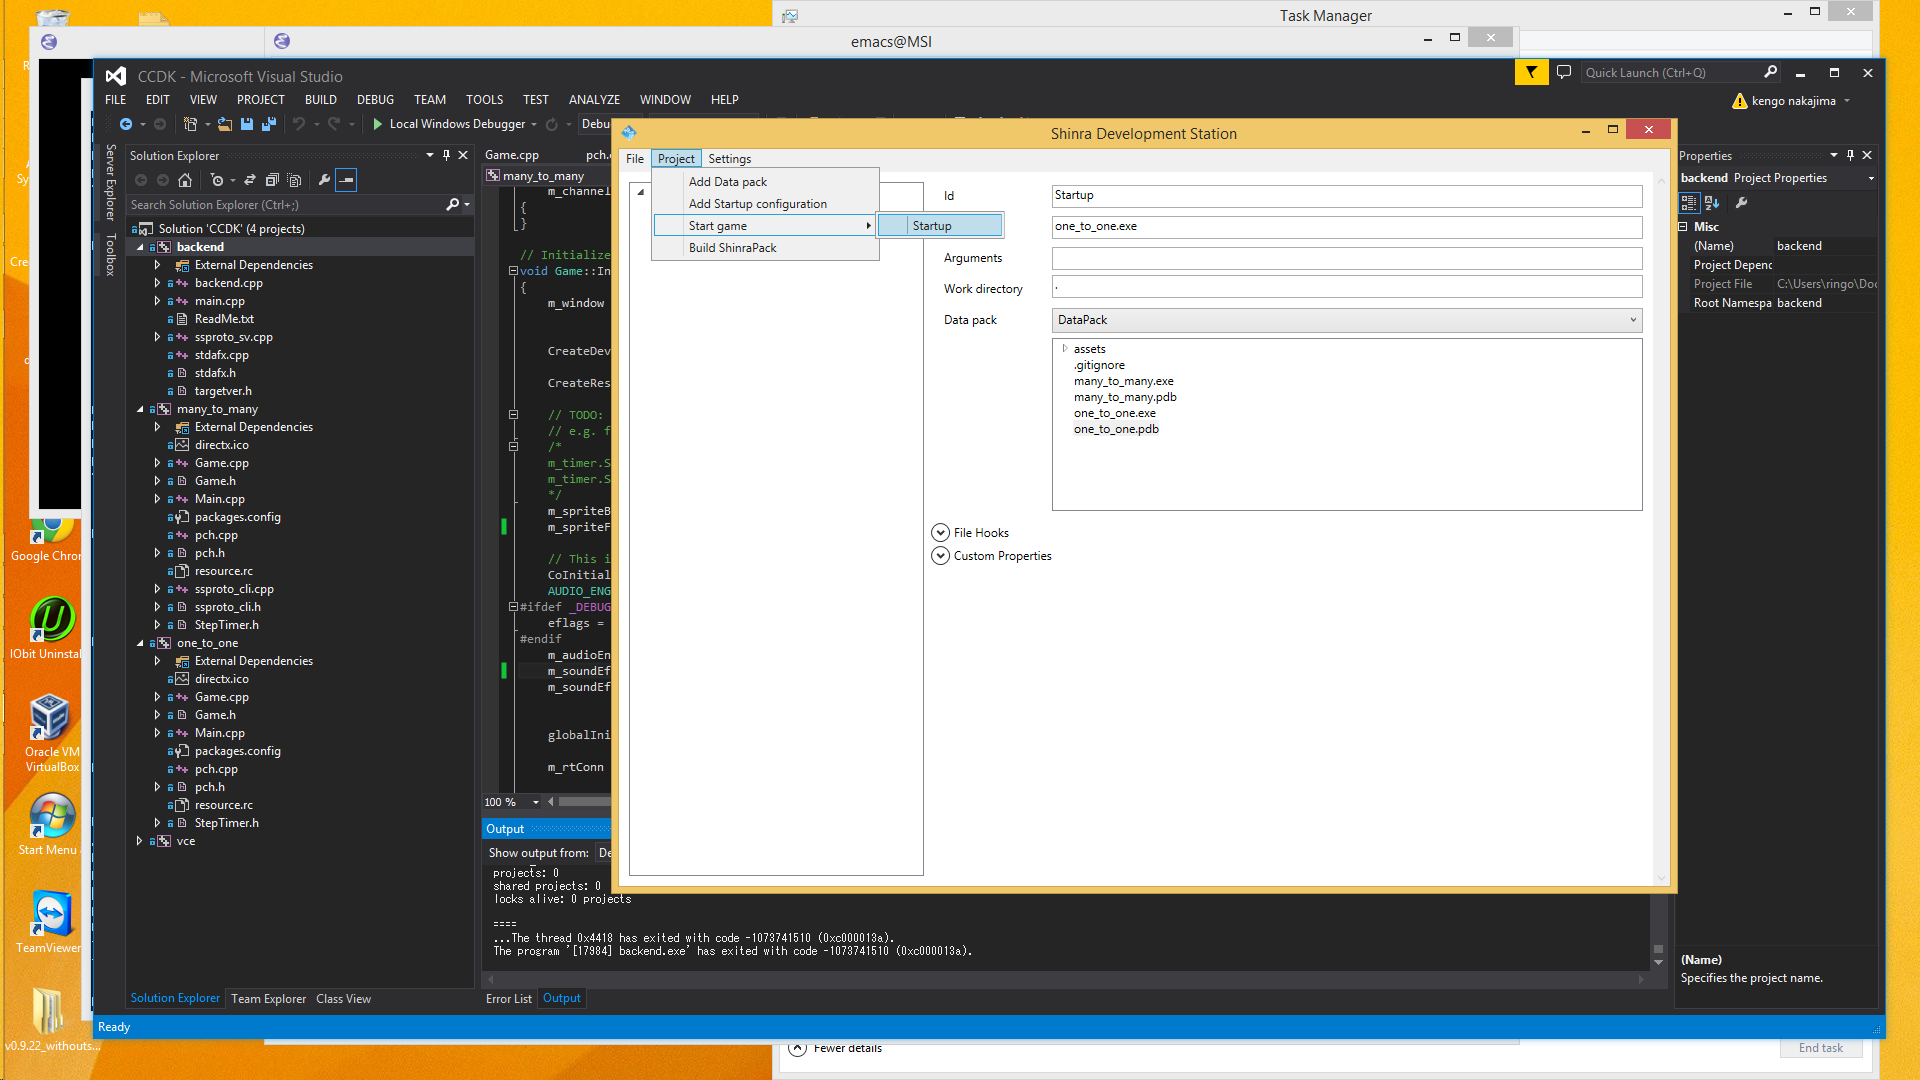 Task Manager
emacs@MSI
CCDK - Microsoft Visual Studio
Quick Launch (Ctrl+Q)
FILE EDIT VIEW PROJECT BUILD DEBUG TEAM TOOLS TEST ANALYZE WINDOW HELP
kengo nakajima
Local Windows Debugger
Debu
Server Explorer
Toolbox
Solution Explorer
Search Solution Explorer (Ctrl+;)
Solution 'CCDK' (4 projects)
backend
External Dependencies
backend.cpp
main.cpp
ReadMe.txt
ssproto_sv.cpp
stdafx.cpp
stdafx.h
targetver.h
many_to_many
External Dependencies
directx.ico
Game.cpp
Game.h
Main.cpp
packages.config
pch.cpp
pch.h
resource.rc
ssproto_cli.cpp
ssproto_cli.h
StepTimer.h
one_to_one
External Dependencies
directx.ico
Game.cpp
Game.h
Main.cpp
packages.config
pch.cpp
pch.h
resource.rc
StepTimer.h
vce
Solution Explorer Team Explorer Class View
Game.cpp pch.
many_to_many
m_channel
{
}
// Initialize
void Game::In
{
m_window
CreateDev
CreateRes
// TODO:
// e.g. f
/*
m_timer.S
m_timer.S
*/
m_spriteB
m_spriteF
// This i
CoInitial
AUDIO_ENG
#ifdef _DEBUG
eflags =
#endif
m_audioEn
m_soundEf
m_soundEf
globalIni
m_rtConn
100 %
Output
Show output from: De
projects: 0
shared projects: 0
locks alive: 0 projects
====
...The thread 0x4418 has exited with code -1073741510 (0xc000013a).
The program '[17984] backend.exe' has exited with code -1073741510 (0xc000013a).
Error List Output
Shinra Development Station
File Project Settings
Add Data pack
Add Startup configuration
Start game
Startup
Build ShinraPack
Id
Startup
one_to_one.exe
Arguments
Work directory
.
Data pack
DataPack
assets
.gitignore
many_to_many.exe
many_to_many.pdb
one_to_one.exe
one_to_one.pdb
File Hooks
Custom Properties
Properties
backend Project Properties
Misc
(Name) backend
Project Depenc
Project File C:\Users\ringo\Doc
Root Namespa backend
(Name)
Specifies the project name.
Ready
Fewer details
End task
Google Chron
IObit Uninstal
Oracle VM
VirtualBox
Start Menu
TeamViewer
v0.9.22_withouts...